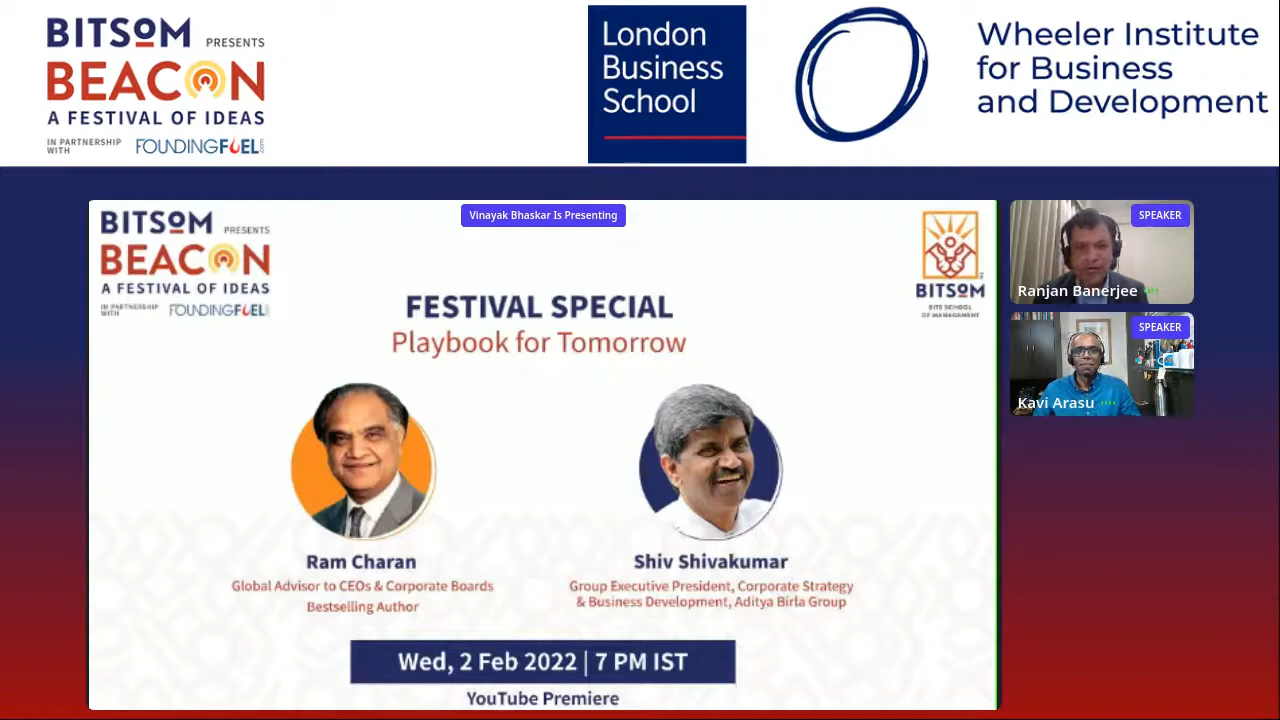 BITSOM PRESENTS
BEACON
A FESTIVAL OF IDEAS
IN PARTNERSHIP
WITH
FOUNDINGFUEL
London
Business
School
Wheeler Institute
for Business
and Development
Vinayak Bhaskar Is Presenting
BITSOM PRESENTS
BEACON
A FESTIVAL OF IDEAS
IN PARTNERSHIP
WITH
FOUNDINGFUEL
BITSOM
BITS SCHOOL
OF MANAGEMENT
FESTIVAL SPECIAL
Playbook for Tomorrow
Ram Charan
Global Advisor to CEOs & Corporate Boards
Bestselling Author
Shiv Shivakumar
Group Executive President, Corporate Strategy
& Business Development, Aditya Birla Group
Wed, 2 Feb 2022 | 7 PM IST
YouTube Premiere
SPEAKER
Ranjan Banerjee
SPEAKER
Kavi Arasu